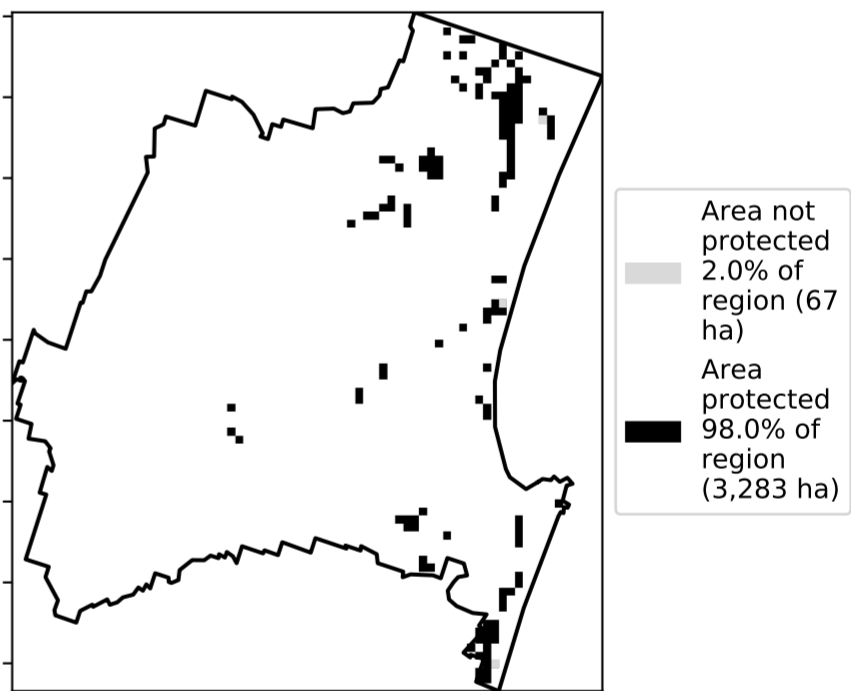 Area not
protected
2.0% of
region (67
ha)
Area
protected
98.0% of
region
(3,283 ha)